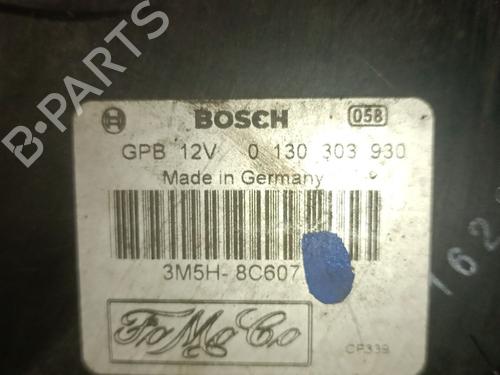 B-PARTS
BOSCH
058
GPB 12V 0 130 303 930
Made in Germany
3M5H-8C607
FoMoCo
CP339